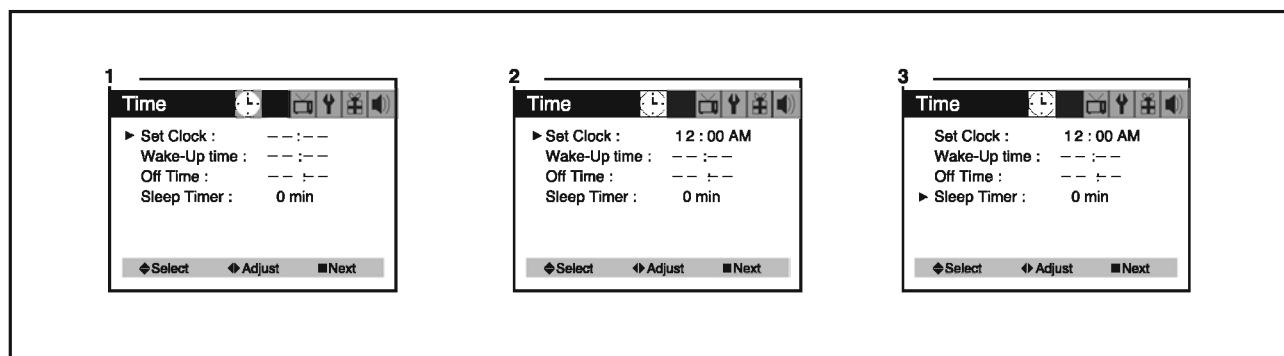 1
Time
► Set Clock : – – : – –
Wake-Up time : – – : – –
Off Time : – – : – –
Sleep Timer : 0 min
Select Adjust Next
2
Time
► Set Clock : 12 : 00 AM
Wake-Up time : – – : – –
Off Time : – – : – –
Sleep Timer : 0 min
Select Adjust Next
3
Time
Set Clock : 12 : 00 AM
Wake-Up time : – – : – –
Off Time : – – : – –
► Sleep Timer : 0 min
Select Adjust Next